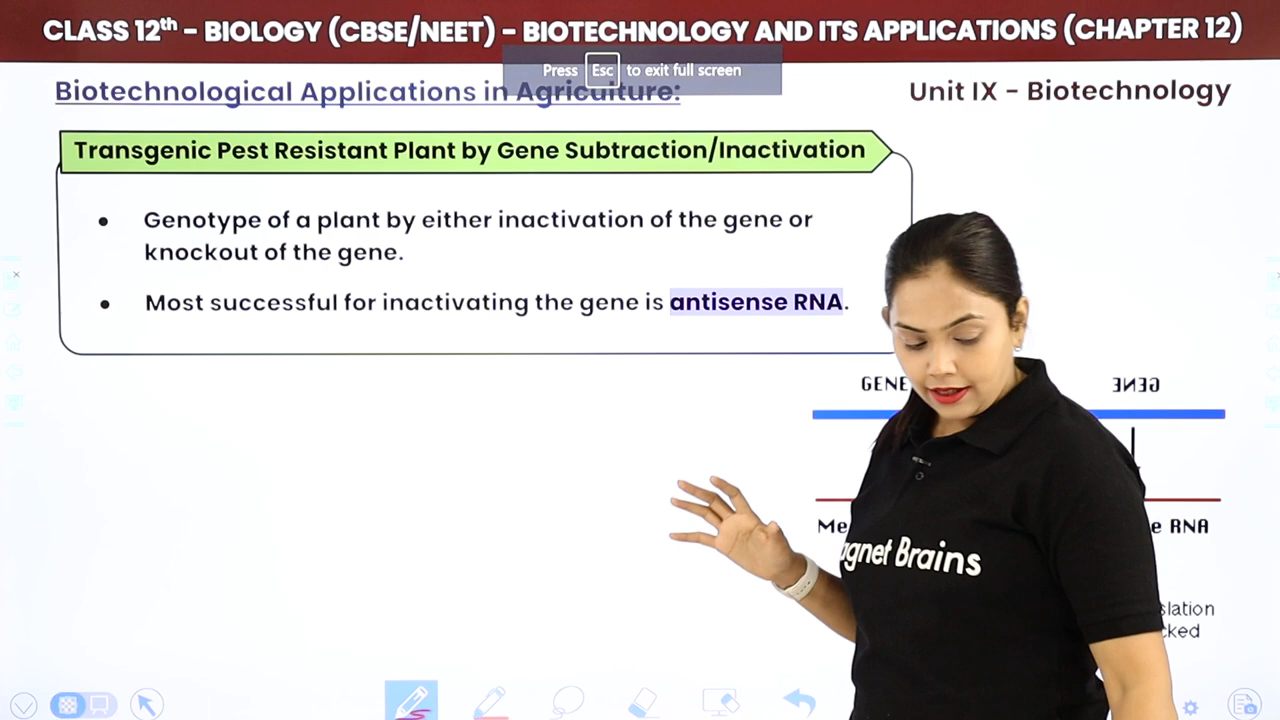 CLASS 12th - BIOLOGY (CBSE/NEET) - BIOTECHNOLOGY AND ITS APPLICATIONS (CHAPTER 12)
Press Esc to exit full screen
Biotechnological Applications in Agriculture:
Unit IX - Biotechnology
Transgenic Pest Resistant Plant by Gene Subtraction/Inactivation
• Genotype of a plant by either inactivation of the gene or
knockout of the gene.
• Most successful for inactivating the gene is antisense RNA.
GENE GENE
RNA
gnet Brains